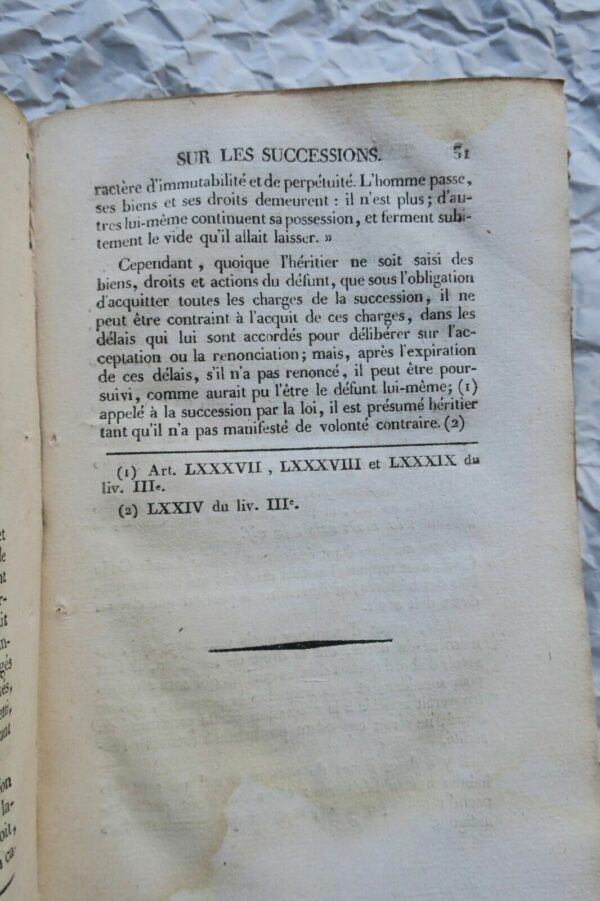 SUR LES SUCCESSIONS. 31
ractère d'immutabilité et de perpétuité. L'homme passe,
ses biens et ses droits demeurent : il n'est plus ; d'au-
tres lui-même continuent sa possession, et ferment subi-
tement le vide qu'il allait laisser. »
Cependant, quoique l'héritier ne soit saisi des
biens, droits et actions du défunt, que sous l'obligation
d'acquitter toutes les charges de la succession, il ne
peut être contraint à l'acquit de ces charges, dans les
délais qui lui sont accordés pour délibérer sur l'ac-
ceptation ou la renonciation ; mais, après l'expiration
de ces délais, s'il n'a pas renoncé, il peut être pour-
suivi, comme aurait pu l'être le défunt lui-même ; (1)
appelé à la succession par la loi, il est présumé héritier
tant qu'il n'a pas manifesté de volonté contraire. (2)
(1) Art. LXXXVII, LXXXVIII et LXXXIX du
liv. IIIe.
(2) LXXIV du liv. IIIe.